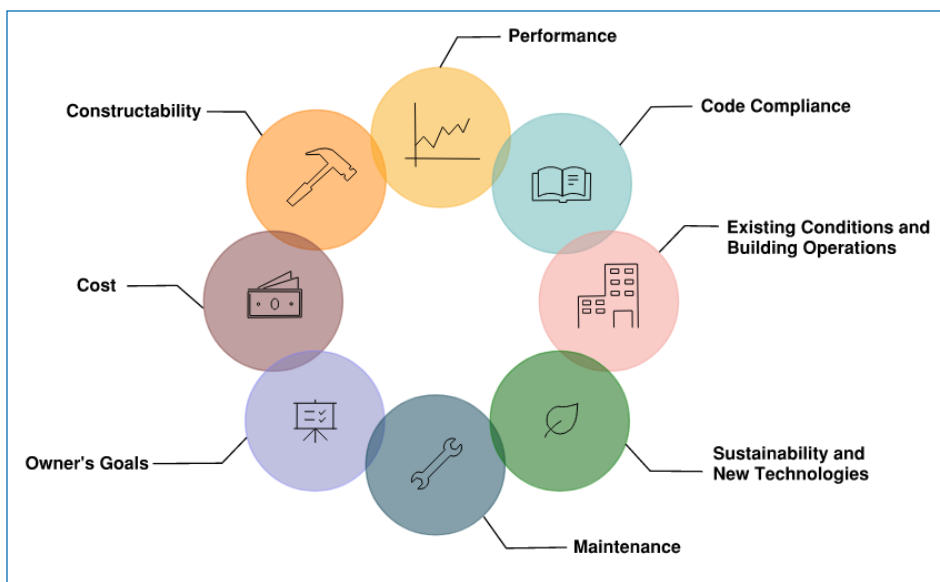 Performance
Constructability
Code Compliance
Existing Conditions and
Building Operations
Cost
Owner's Goals
Sustainability and
New Technologies
Maintenance